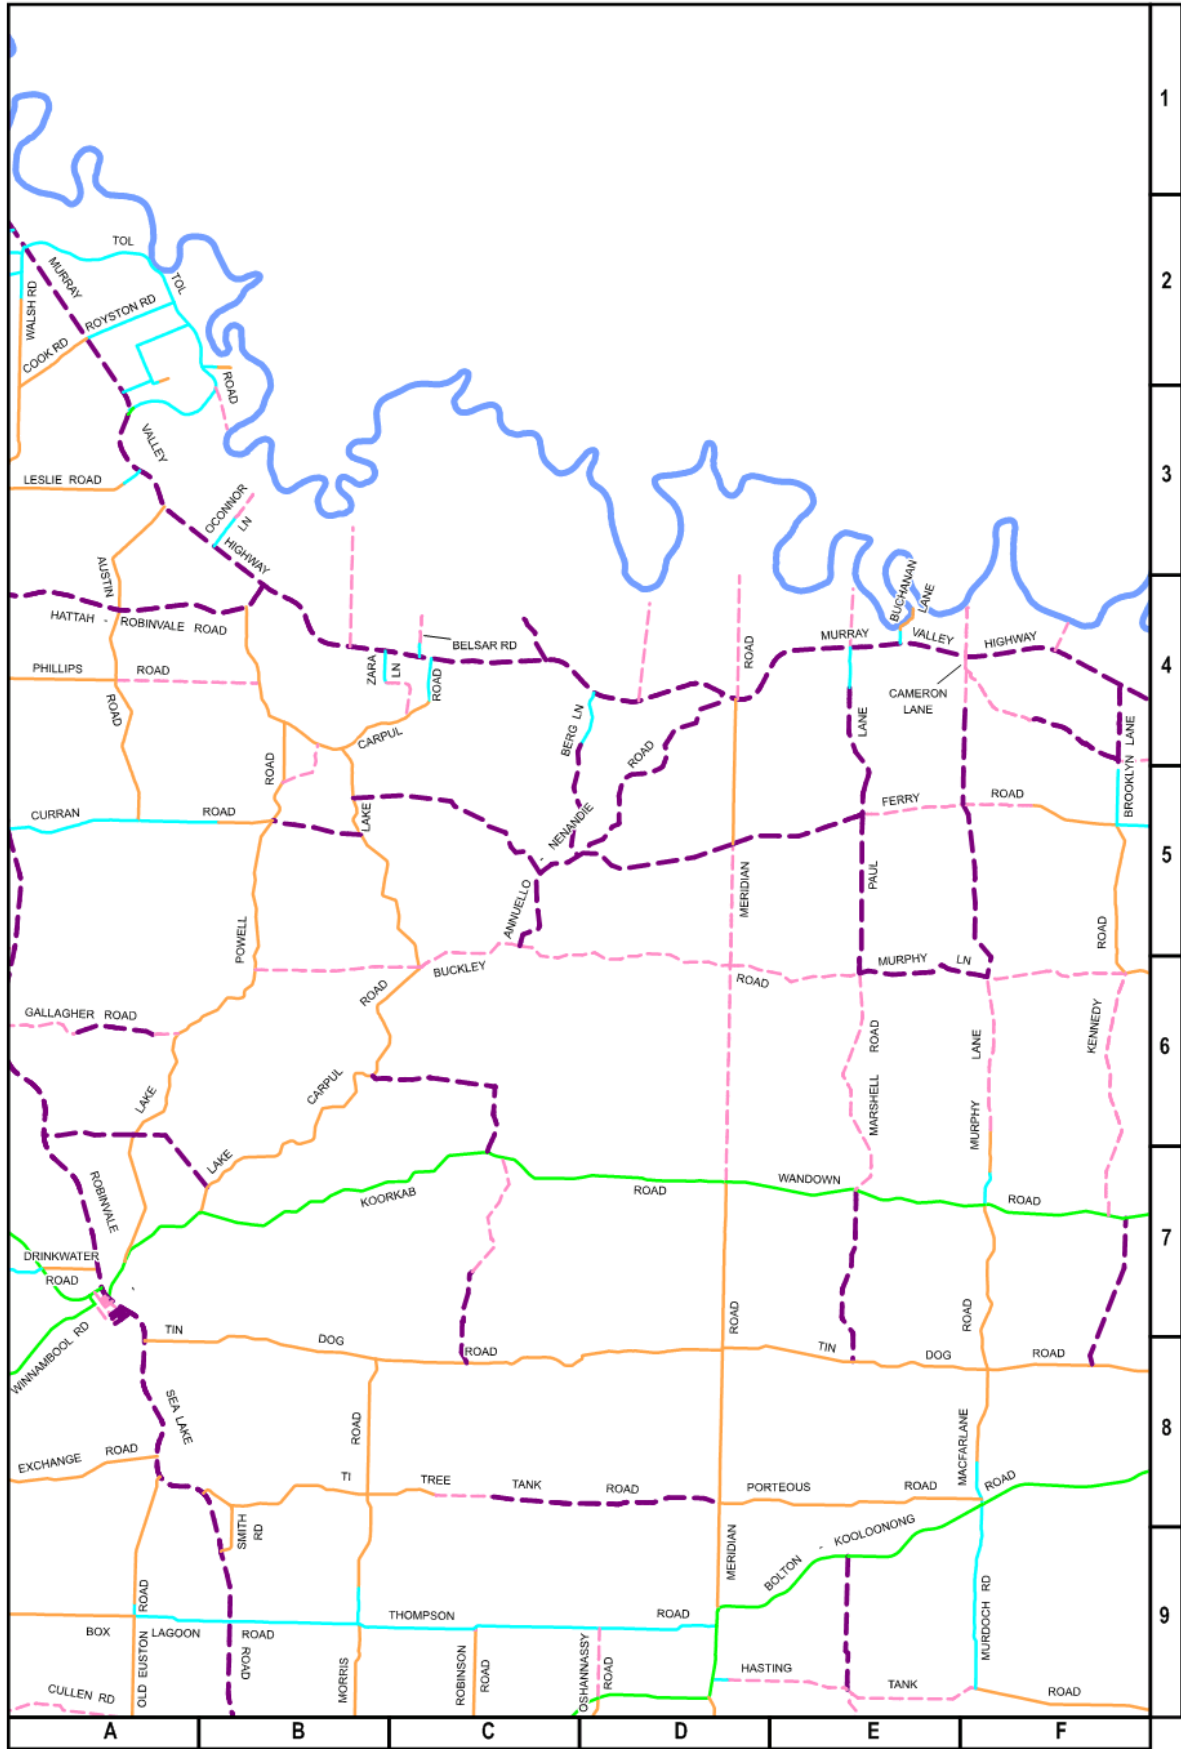 1
TOL
2
MURRAY
TOL
WALSH RD
ROYSTON RD
COOK RD
ROAD
VALLEY
3
LESLIE ROAD
OCONNOR
LN
HIGHWAY
AUSTIN
BUCHANAN
LANE
HATTAH - ROBINVALE ROAD
BELSAR RD
MURRAY
VALLEY
HIGHWAY
4
PHILLIPS
ROAD
ZARA
LN
ROAD
ROAD
CAMERON
LANE
ROAD
CARPUL
BERG LN
ROAD
LANE
BROOKLYN LANE
ROAD
CURRAN
ROAD
LAKE
NENANDIE
-
FERRY
ROAD
5
POWELL
ANNUELLO
MERIDIAN
PAUL
ROAD
BUCKLEY
ROAD
MURPHY
LN
ROAD
GALLAGHER ROAD
ROAD
LANE
KENNEDY
6
LAKE
CARPUL
MARSHELL
MURPHY
ROBINVALE
LAKE
KOORKAB
ROAD
WANDOWN
ROAD
7
DRINKWATER
ROAD
-
WINNAMBOOL RD
TIN
DOG
ROAD
ROAD
TIN
DOG
ROAD
ROAD
SEA LAKE
ROAD
MACFARLANE
8
EXCHANGE
ROAD
TI
TREE
TANK
ROAD
PORTEOUS
ROAD
ROAD
SMITH
RD
MERIDIAN
BOLTON - KOOLOONONG
ROAD
BOX
LAGOON
ROAD
THOMPSON
ROAD
MURDOCH RD
9
OLD EUSTON
ROAD
MORRIS
ROBINSON
ROAD
OSHANNASSY
ROAD
HASTING
TANK
ROAD
CULLEN RD
A
B
C
D
E
F